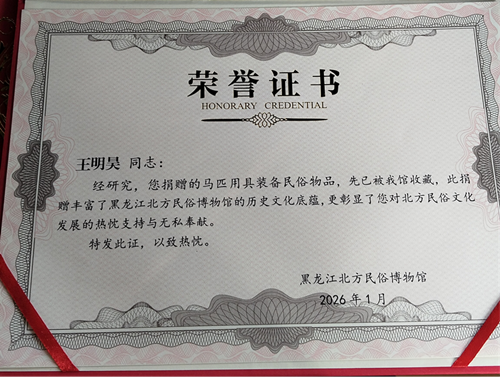 荣誉证书
HONORARY CREDENTIAL
王明昊 同志：
经研究，您捐赠的马匹用具装备民俗物品，先已被我馆收藏，此捐
赠丰富了黑龙江北方民俗博物馆的历史文化底蕴，更彰显了您对北方民俗文化
发展的热忱支持与无私奉献。
特发此证，以致热忱。
黑龙江北方民俗博物馆
2026 年 1 月